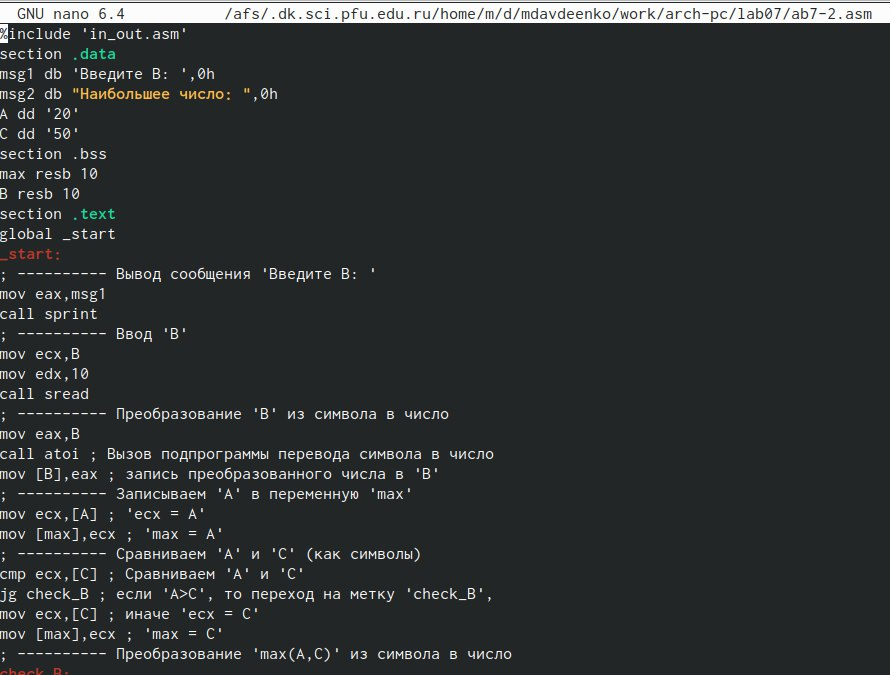 GNU nano 6.4 /afs/.dk.sci.pfu.edu.ru/home/m/d/mdavdeenko/work/arch-pc/lab07/ab7-2.asm
%include 'in_out.asm'
section .data
msg1 db 'Введите B: ',0h
msg2 db "Наибольшее число: ",0h
A dd '20'
C dd '50'
section .bss
max resb 10
B resb 10
section .text
global _start
_start:
; ---------- Вывод сообщения 'Введите B: '
mov eax,msg1
call sprint
; ---------- Ввод 'B'
mov ecx,B
mov edx,10
call sread
; ---------- Преобразование 'B' из символа в число
mov eax,B
call atoi ; Вызов подпрограммы перевода символа в число
mov [B],eax ; запись преобразованного числа в 'B'
; ---------- Записываем 'A' в переменную 'max'
mov ecx,[A] ; 'ecx = A'
mov [max],ecx ; 'max = A'
; ---------- Сравниваем 'A' и 'С' (как символы)
cmp ecx,[C] ; Сравниваем 'A' и 'С'
jg check_B ; если 'A>C', то переход на метку 'check_B',
mov ecx,[C] ; иначе 'ecx = C'
mov [max],ecx ; 'max = C'
; ---------- Преобразование 'max(A,C)' из символа в число
check_B: